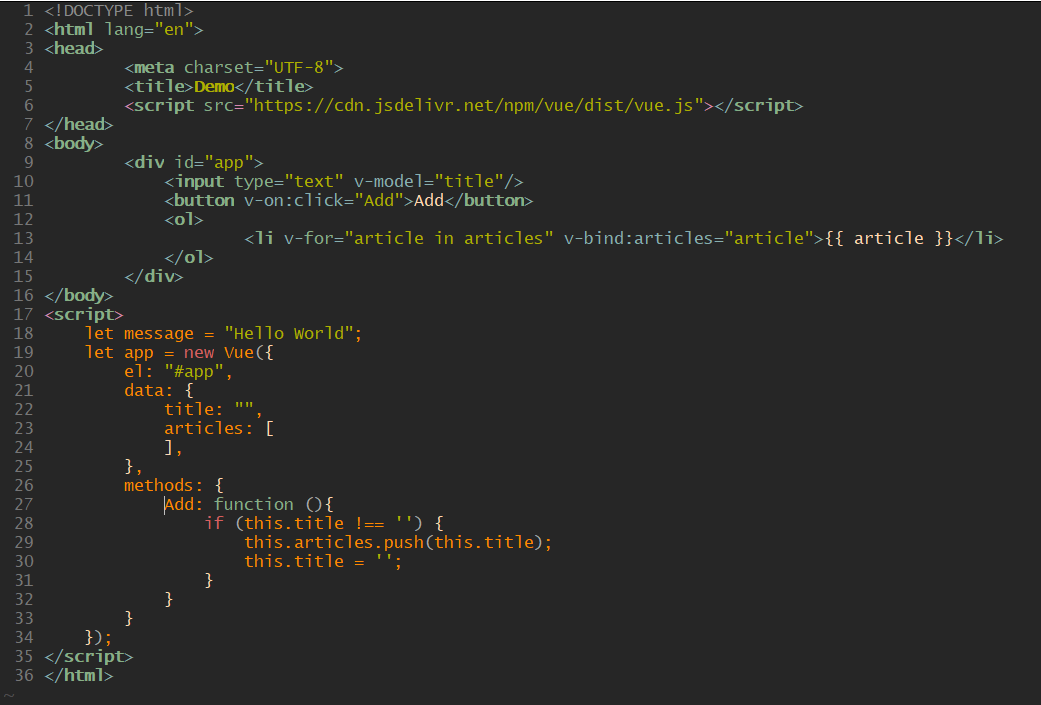 1 <!DOCTYPE html>
2 <html lang="en">
3 <head>
4         <meta charset="UTF-8">
5         <title>Demo</title>
6         <script src="https://cdn.jsdelivr.net/npm/vue/dist/vue.js"></script>
7 </head>
8 <body>
9         <div id="app">
10             <input type="text" v-model="title"/>
11             <button v-on:click="Add">Add</button>
12             <ol>
13                     <li v-for="article in articles" v-bind:articles="article">{{ article }}</li>
14             </ol>
15         </div>
16 </body>
17 <script>
18     let message = "Hello World";
19     let app = new Vue({
20         el: "#app",
21         data: {
22             title: "",
23             articles: [
24             ],
25         },
26         methods: {
27             Add: function (){
28                 if (this.title !== '') {
29                     this.articles.push(this.title);
30                     this.title = '';
31                 }
32             }
33         }
34     });
35 </script>
36 </html>
~